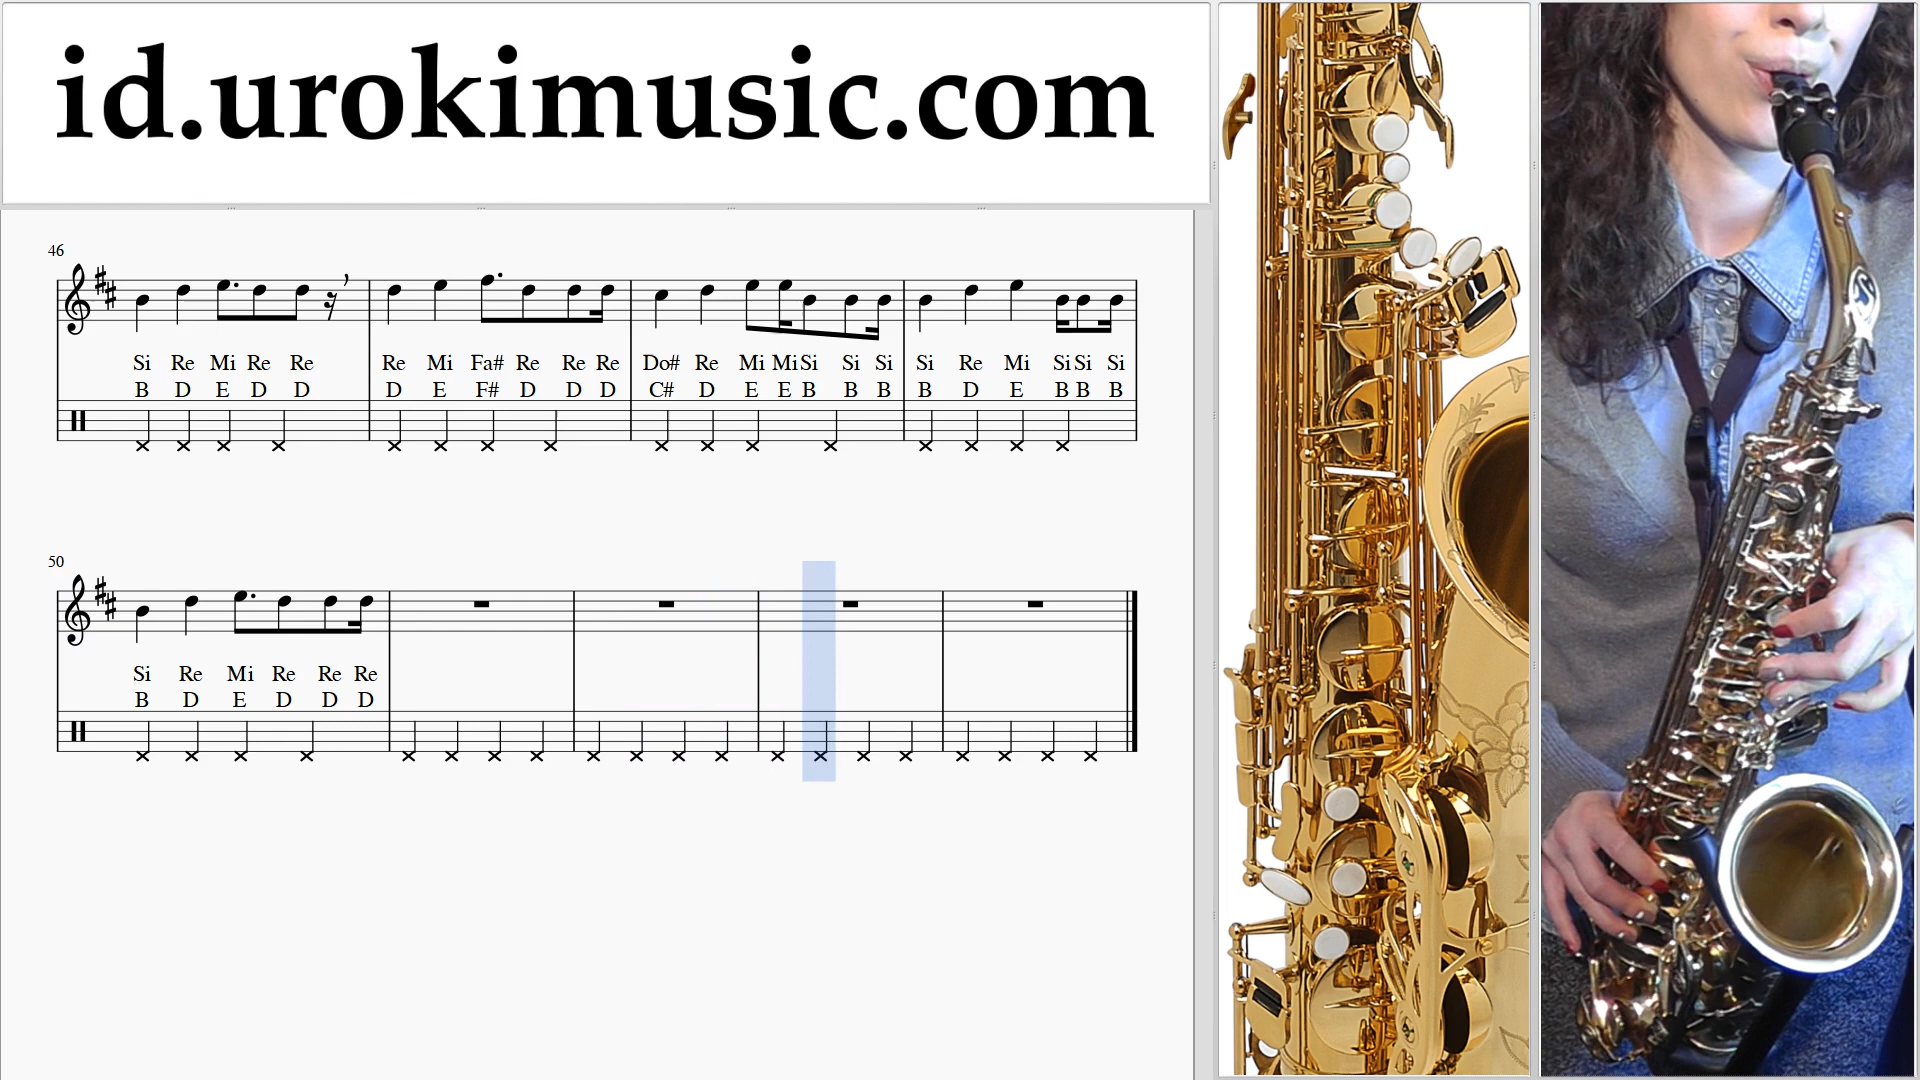 id.urokimusic.com
46
Si Re Mi Re Re Re Mi Fa# Re Re Re Do# Re Mi Mi Si Si Si Si Re Mi Si Si Si
B D E D D D E F# D D D C# D E E B B B B D E B B B
50
Si Re Mi Re Re Re
B D E D D D